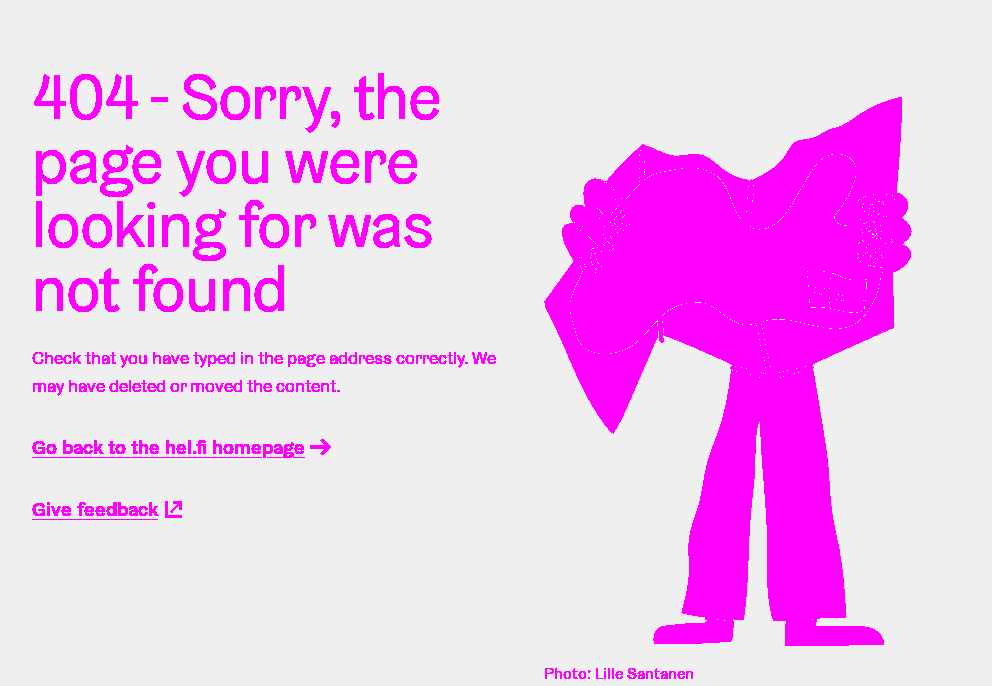 404 - Sorry, the
page you were
looking for was
not found
Check that you have typed in the page address correctly. We
may have deleted or moved the content.
Go back to the hel.fi homepage
Give feedback
Photo: Lille Santanen